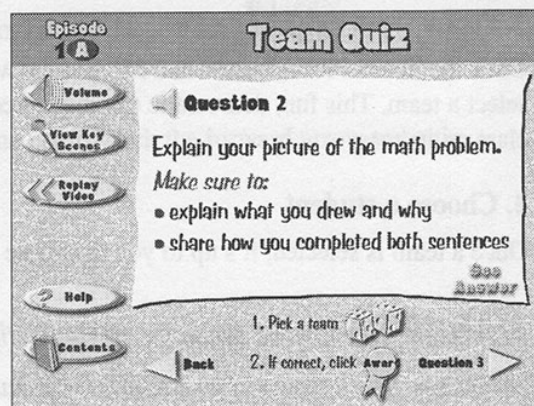 Episode
1 A
Team Quiz
Volume
View Key
Scenes
Replay
Video
Help
Contents
Question 2
Explain your picture of the math problem.
Make sure to:
• explain what you drew and why
• share how you completed both sentences
See
Answer
1. Pick a team
2. If correct, click Award
Back
Question 3